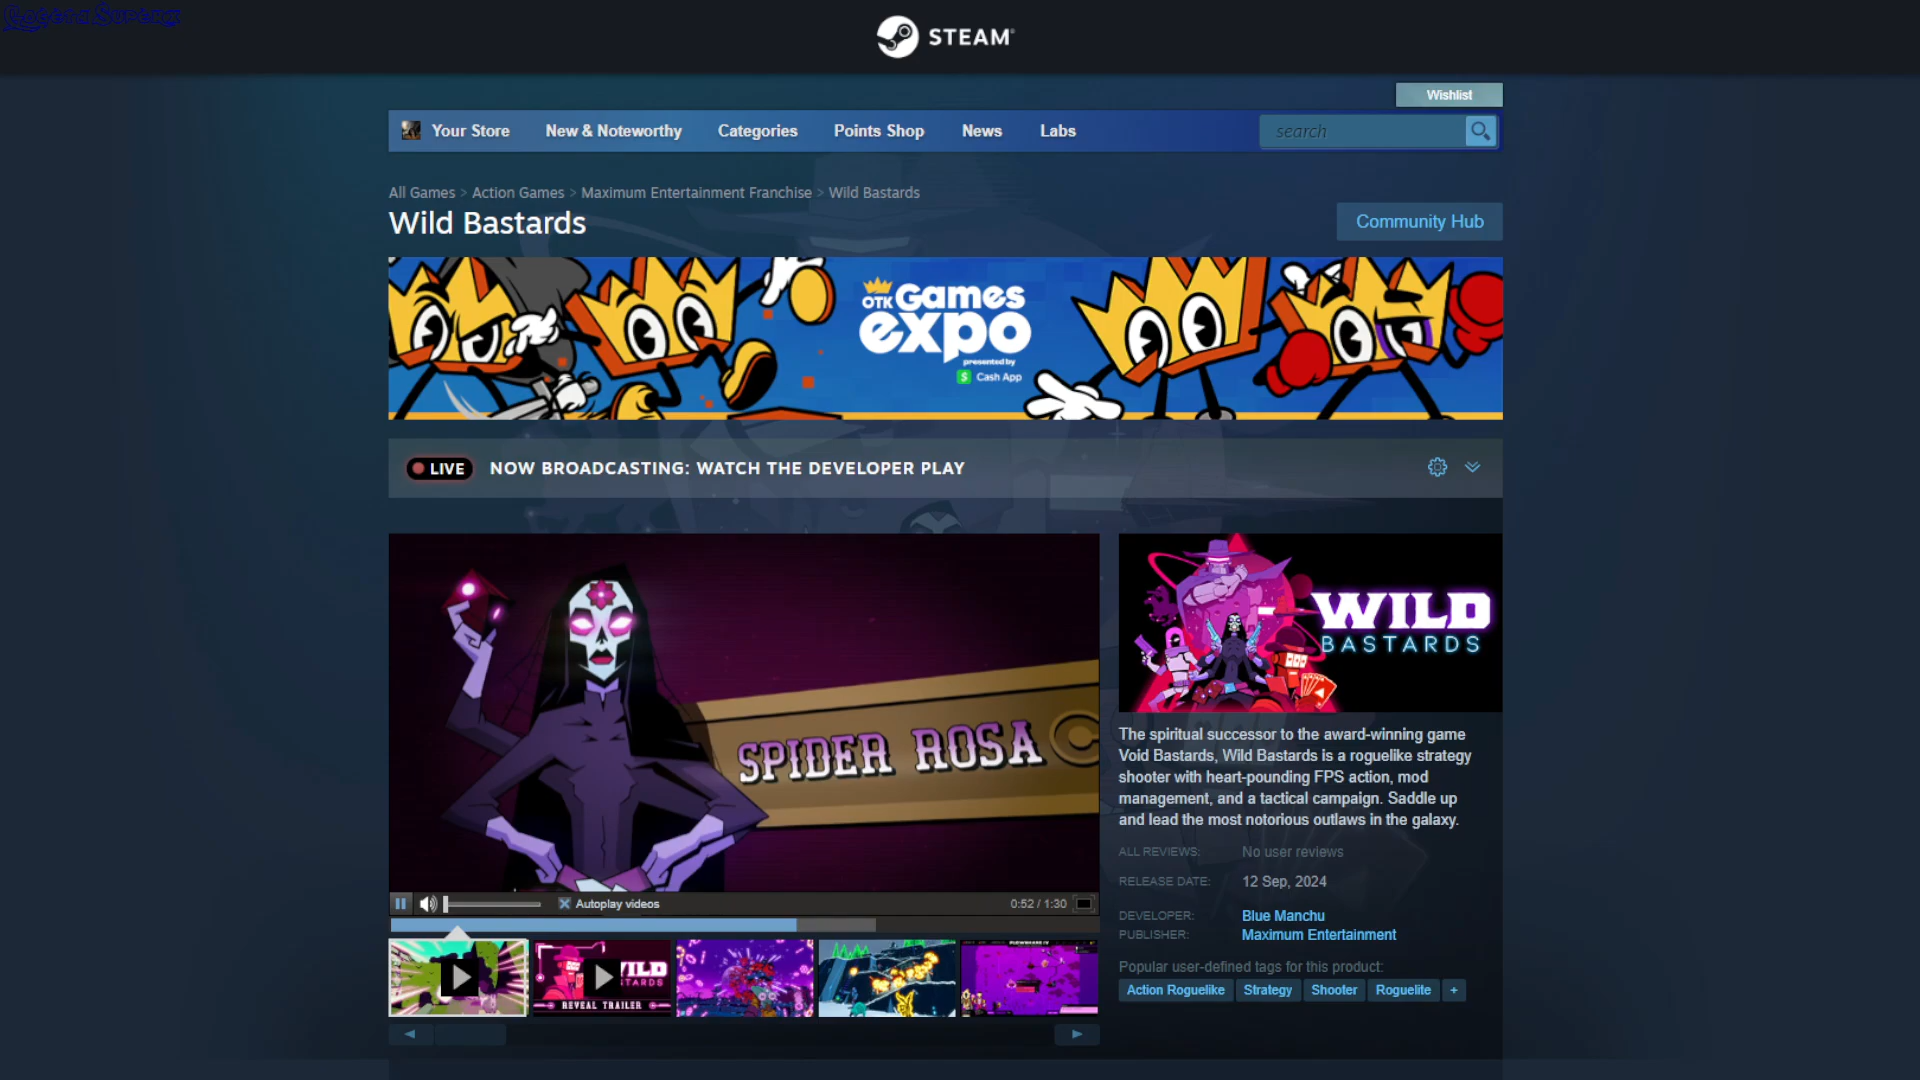 STEAM
Wishlist
Your Store New & Noteworthy Categories Points Shop News Labs search
All Games > Action Games > Maximum Entertainment Franchise > Wild Bastards
Wild Bastards
Community Hub
OTK Games
expo
presented by
Cash App
LIVE NOW BROADCASTING: WATCH THE DEVELOPER PLAY
SPIDER ROSA
WILD
BASTARDS
The spiritual successor to the award-winning game
Void Bastards, Wild Bastards is a roguelike strategy
shooter with heart-pounding FPS action, mod
management, and a tactical campaign. Saddle up
and lead the most notorious outlaws in the galaxy.
ALL REVIEWS: No user reviews
RELEASE DATE: 12 Sep, 2024
DEVELOPER: Blue Manchu
PUBLISHER: Maximum Entertainment
Popular user-defined tags for this product:
Action Roguelike Strategy Shooter Roguelite +
Autoplay videos 0:52 / 1:30
REVEAL TRAILER